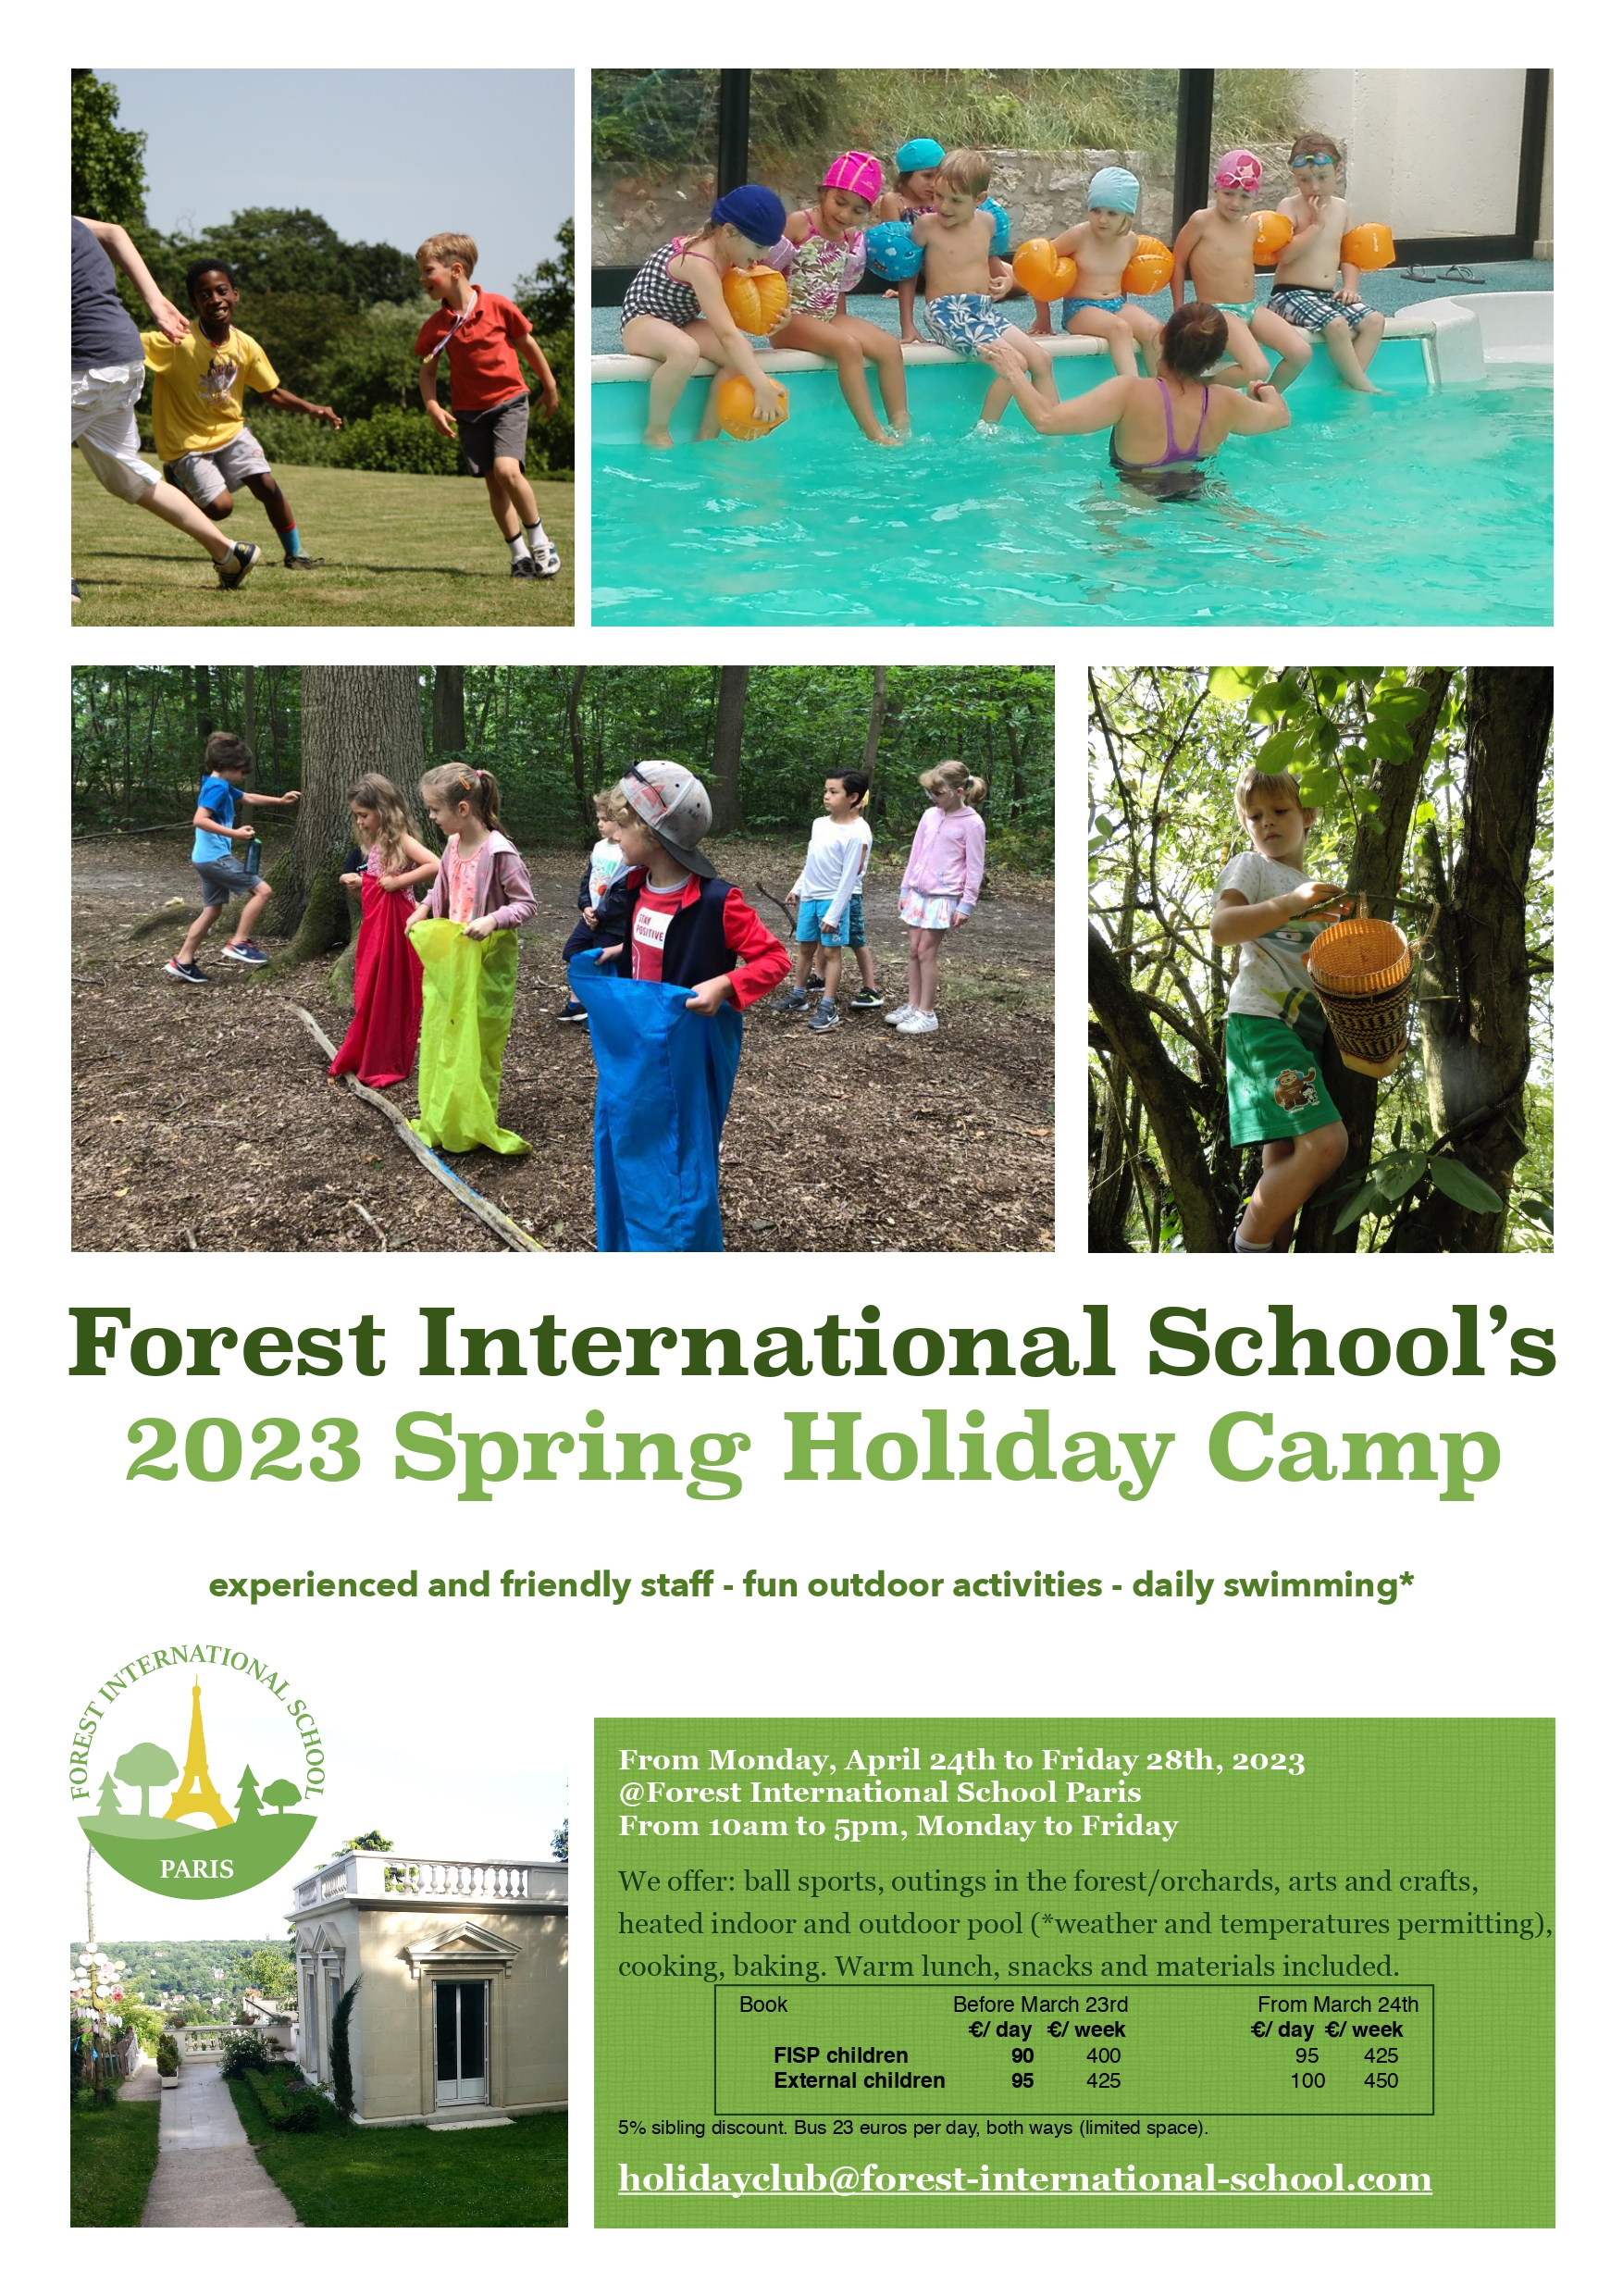 STAY
POSITIVE
Forest International School’s
2023 Spring Holiday Camp
experienced and friendly staff - fun outdoor activities - daily swimming*
FOREST INTERNATIONAL SCHOOL
PARIS
From Monday, April 24th to Friday 28th, 2023
@Forest International School Paris
From 10am to 5pm, Monday to Friday
We offer: ball sports, outings in the forest/orchards, arts and crafts,
heated indoor and outdoor pool (*weather and temperatures permitting),
cooking, baking. Warm lunch, snacks and materials included.
Book Before March 23rd From March 24th
€/ day €/ week €/ day €/ week
FISP children 90 400 95 425
External children 95 425 100 450
5% sibling discount. Bus 23 euros per day, both ways (limited space).
holidayclub@forest-international-school.com